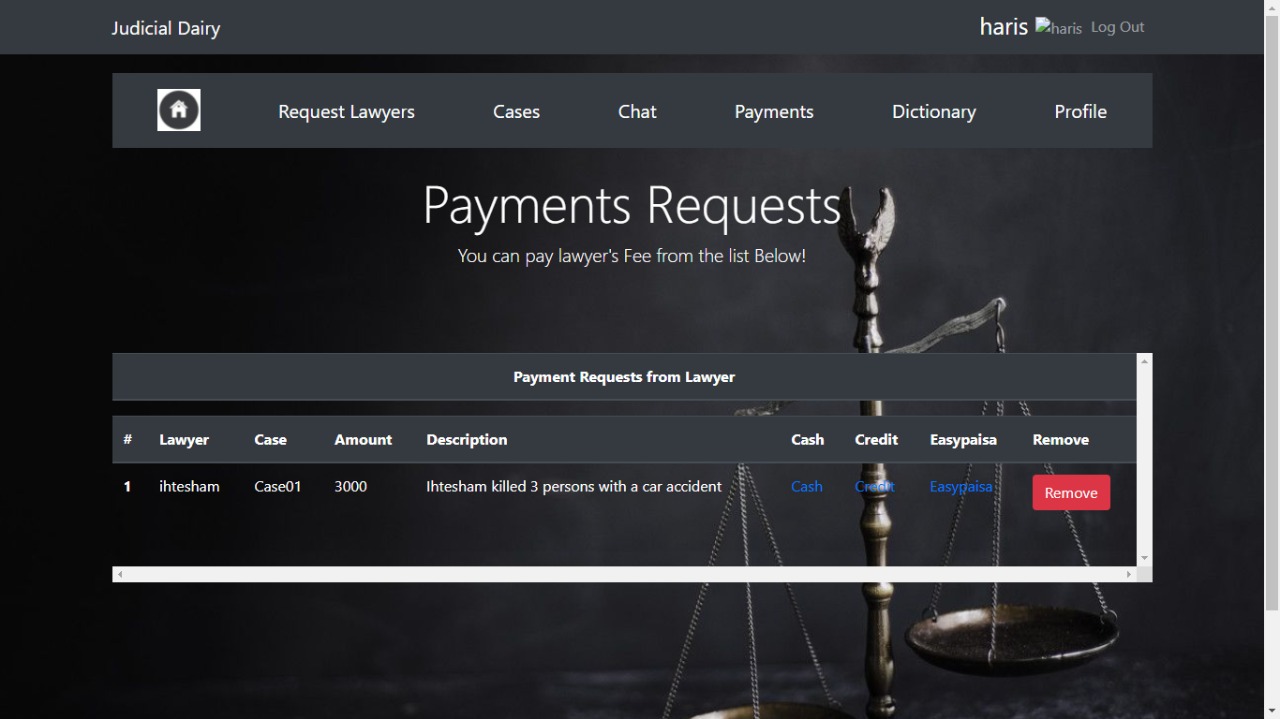 Judicial Dairy haris haris Log Out
Request Lawyers Cases Chat Payments Dictionary Profile
Payments Requests
You can pay lawyer's Fee from the list Below!
Payment Requests from Lawyer
# Lawyer Case Amount Description Cash Credit Easypaisa Remove
1 ihtesham Case01 3000 Ihtesham killed 3 persons with a car accident Cash Credit Easypaisa Remove